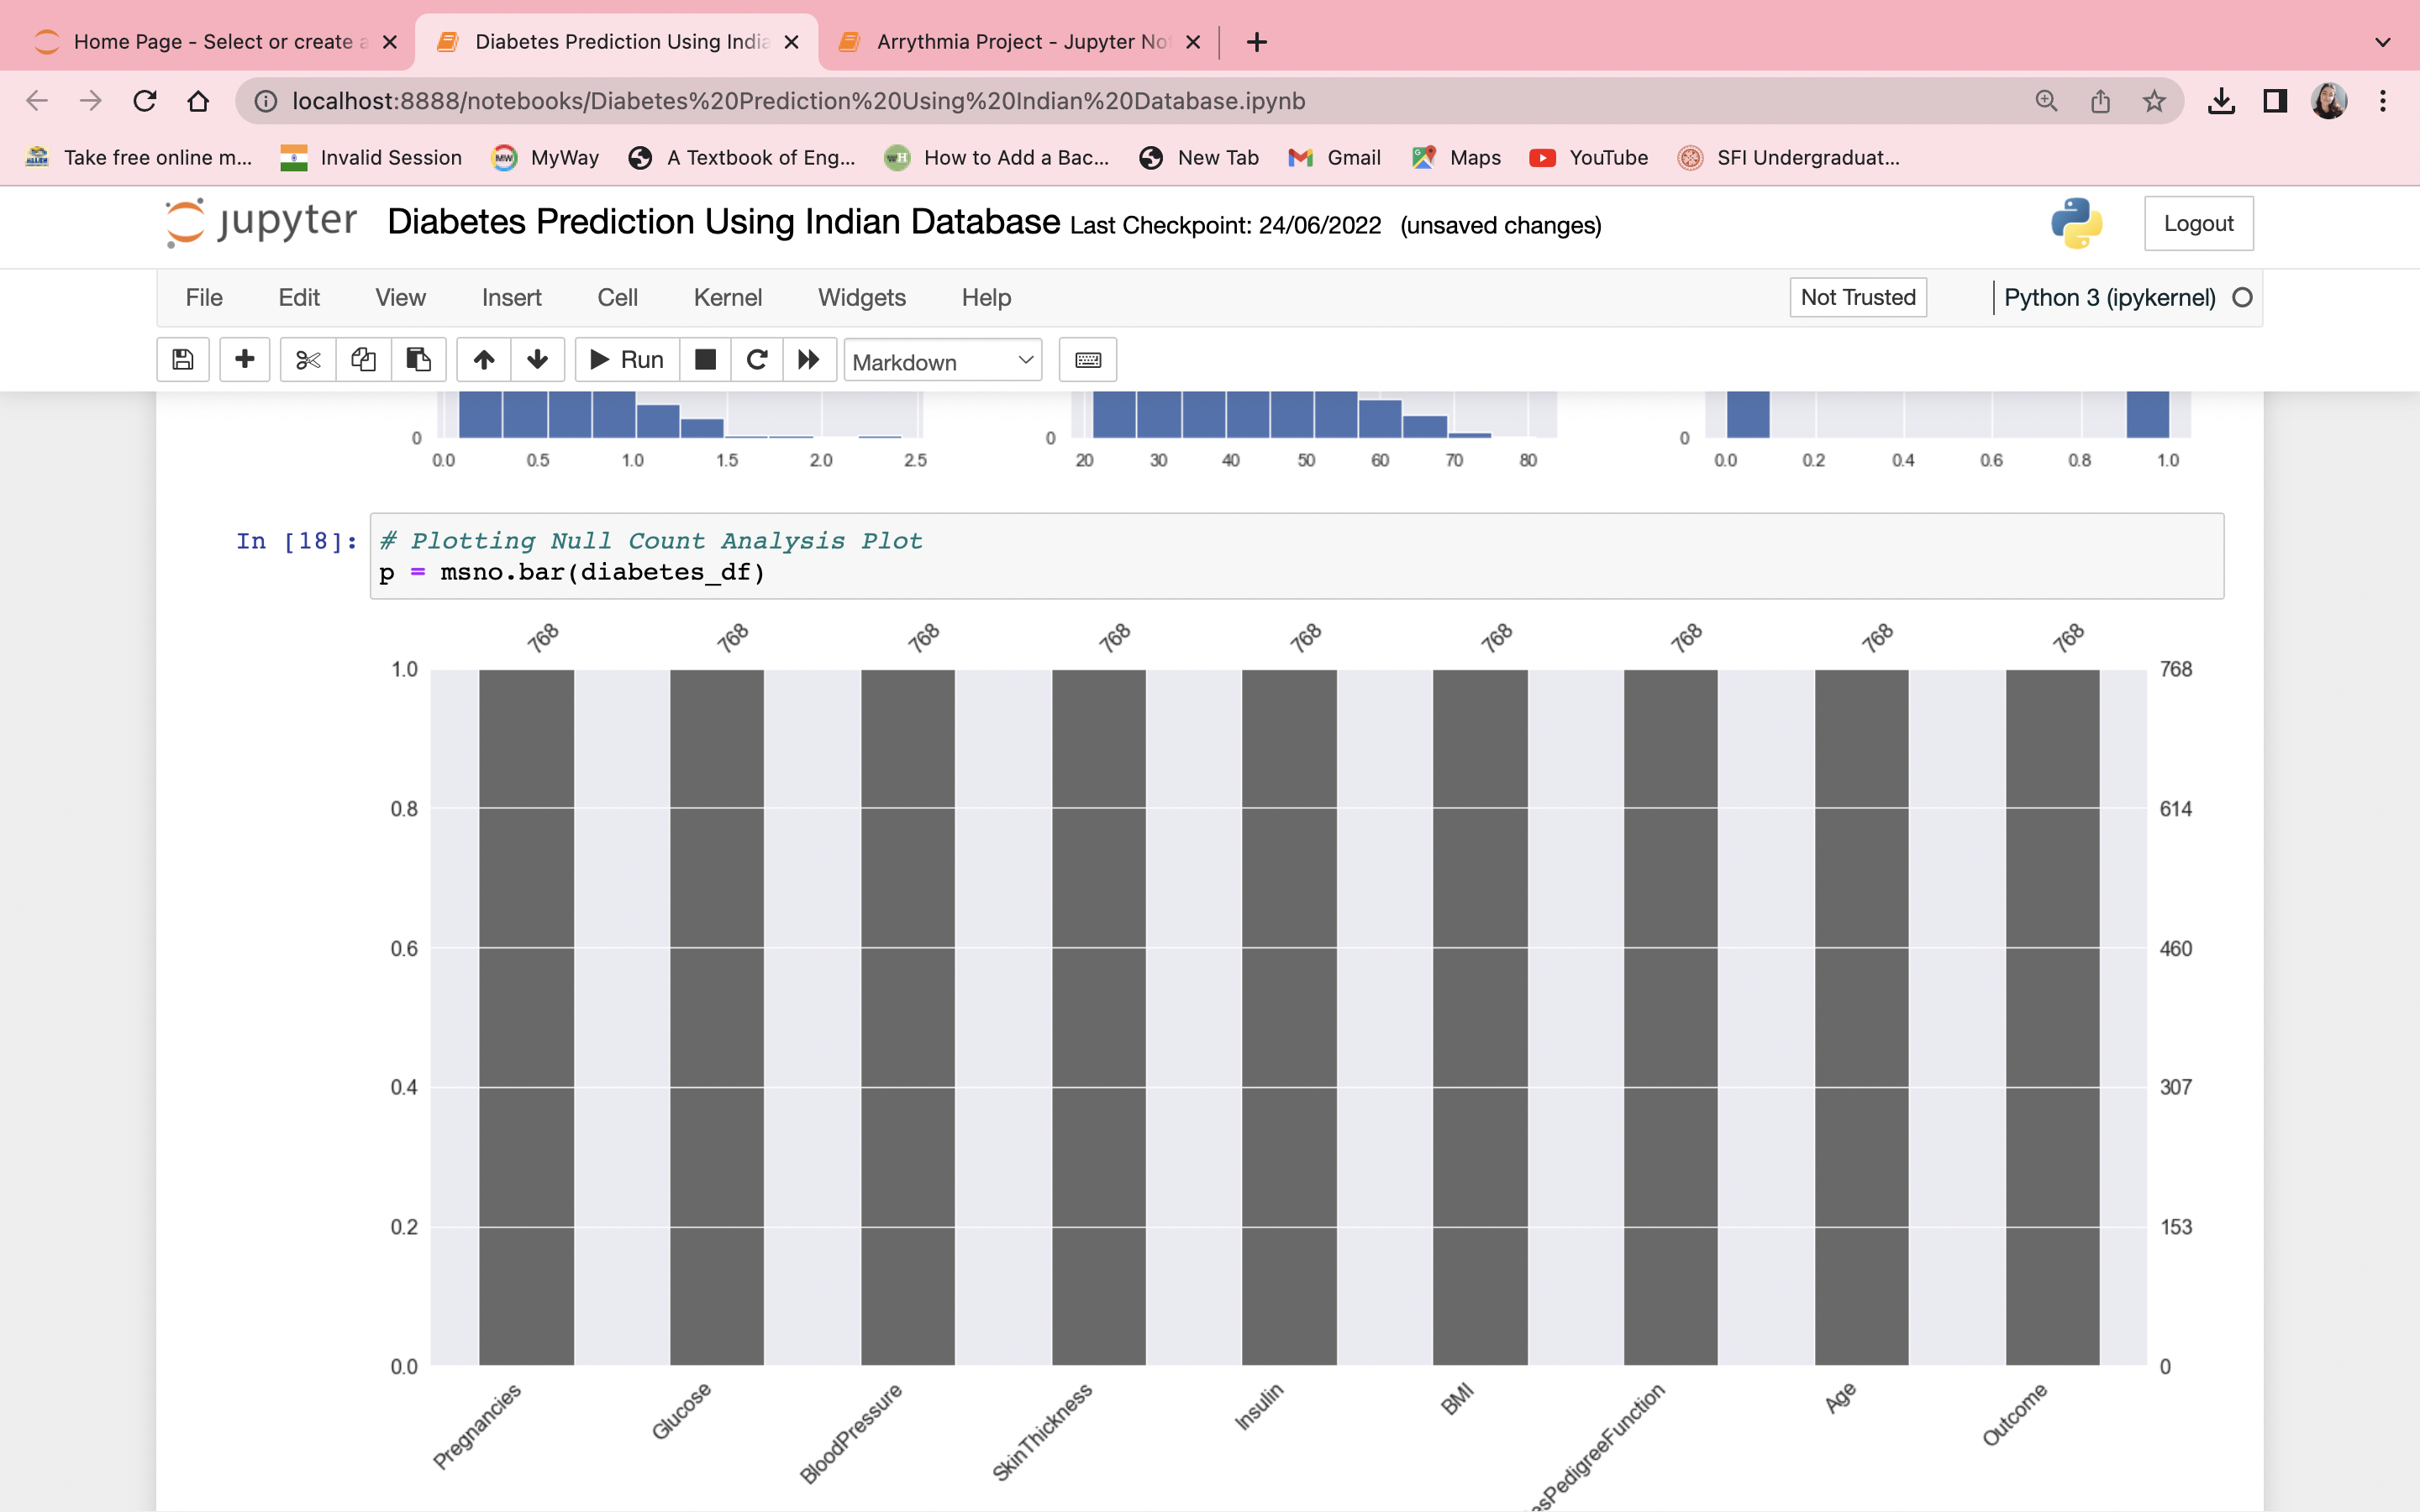 Home Page - Select or create a
Diabetes Prediction Using India
Arrythmia Project - Jupyter No
localhost:8888/notebooks/Diabetes%20Prediction%20Using%20Indian%20Database.ipynb
Take free online m... Invalid Session MyWay A Textbook of Eng... How to Add a Bac... New Tab Gmail Maps YouTube SFI Undergraduat...
jupyter Diabetes Prediction Using Indian Database Last Checkpoint: 24/06/2022 (unsaved changes) Logout
File Edit View Insert Cell Kernel Widgets Help Not Trusted Python 3 (ipykernel)
Run Markdown
0 0 0
0.0 0.5 1.0 1.5 2.0 2.5 20 30 40 50 60 70 80 0.0 0.2 0.4 0.6 0.8 1.0
In [18]: # Plotting Null Count Analysis Plot
p = msno.bar(diabetes_df)
768 768 768 768 768 768 768 768 768
1.0 768
0.8 614
0.6 460
0.4 307
0.2 153
0.0 0
Pregnancies Glucose BloodPressure SkinThickness Insulin BMI sPedigreeFunction Age Outcome